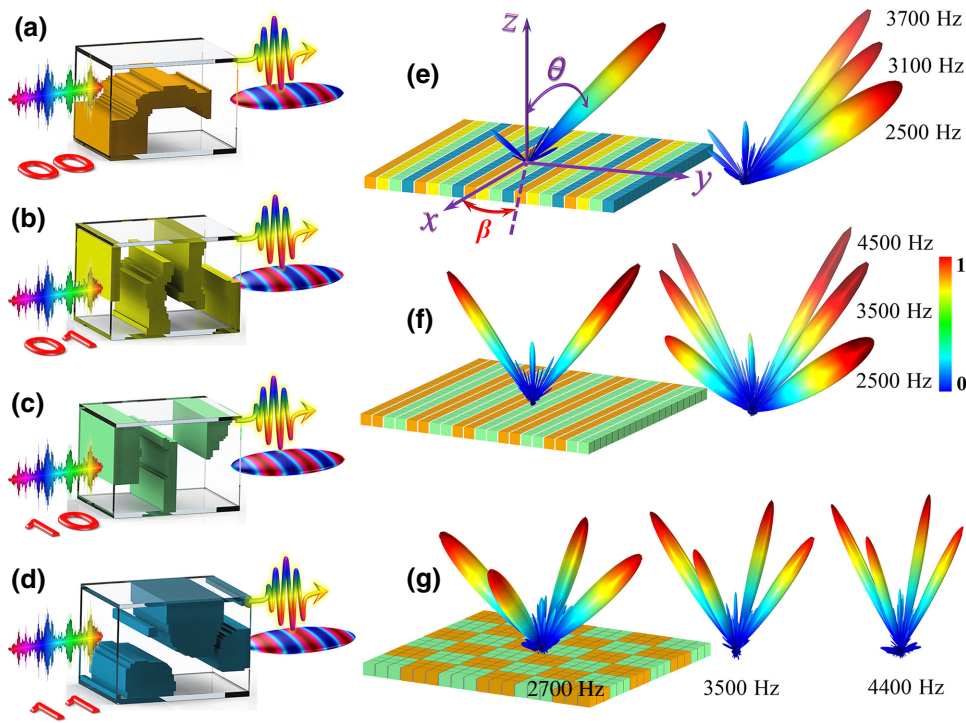 (a)
00
(b)
01
(c)
10
(d)
11
(e)
z
θ
x
β
y
3700 Hz
3100 Hz
2500 Hz
(f)
4500 Hz
3500 Hz
2500 Hz
1
0
(g)
2700 Hz
3500 Hz
4400 Hz